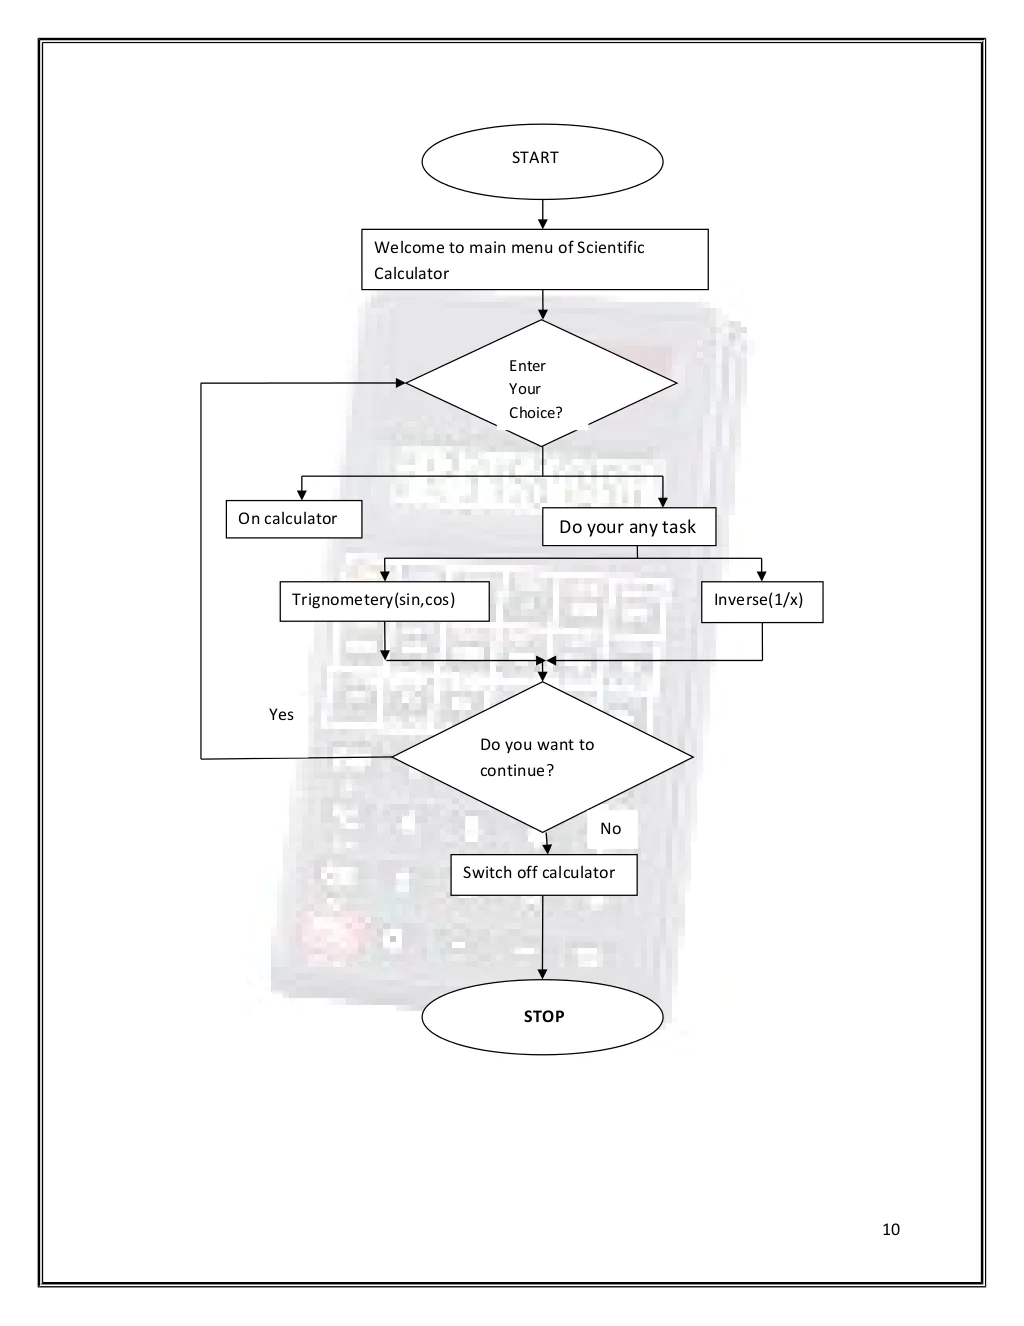 START
Welcome to main menu of Scientific
Calculator
Enter
Your
Choice?
On calculator
Do your any task
Trignometery(sin,cos)
Inverse(1/x)
Yes
Do you want to
continue?
No
Switch off calculator
STOP
10